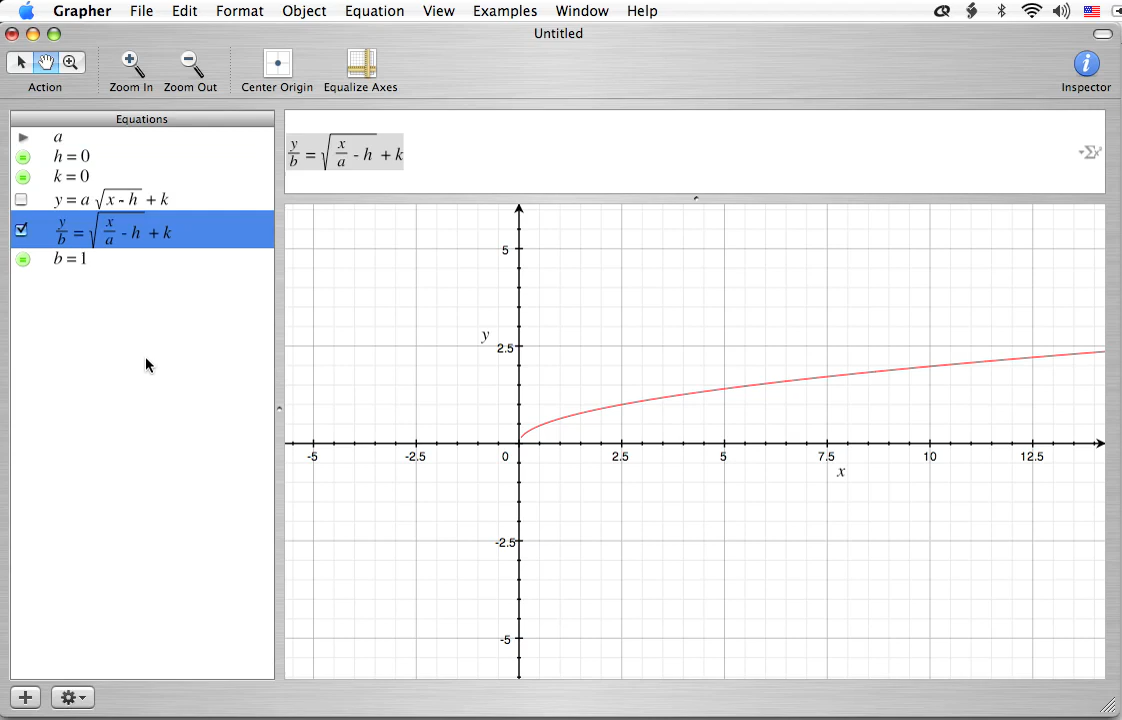 Grapher File Edit Format Object Equation View Examples Window Help
Untitled
Action Zoom In Zoom Out Center Origin Equalize Axes Inspector
Equations
a
h = 0
k = 0
y = a √(x - h) + k
y/b = √(x/a - h) + k
b = 1
y/b = √(x/a - h) + k
Σx²
5
y
2.5
-5 -2.5 0 2.5 5 7.5 10 12.5
x
-2.5
-5